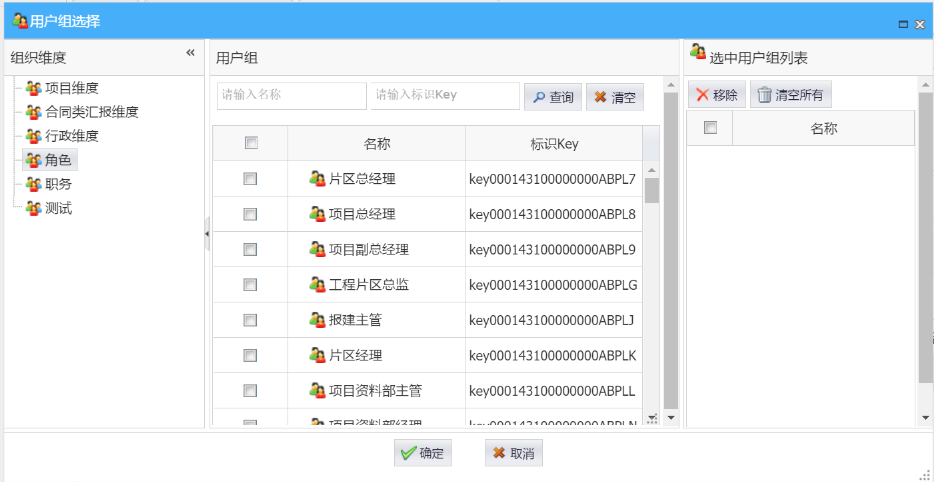 用户组选择
组织维度
项目维度
合同类汇报维度
行政维度
角色
职务
测试
用户组
请输入名称 请输入标识Key 查询 清空
名称 标识Key
片区总经理 key000143100000000ABPL7
项目总经理 key000143100000000ABPL8
项目副总经理 key000143100000000ABPL9
工程片区总监 key000143100000000ABPLG
报建主管 key000143100000000ABPLJ
片区经理 key000143100000000ABPLK
项目资料部主管 key000143100000000ABPLL
项目资料部经理 key000143100000000ABPLN
选中用户组列表
移除 清空所有
名称
确定 取消